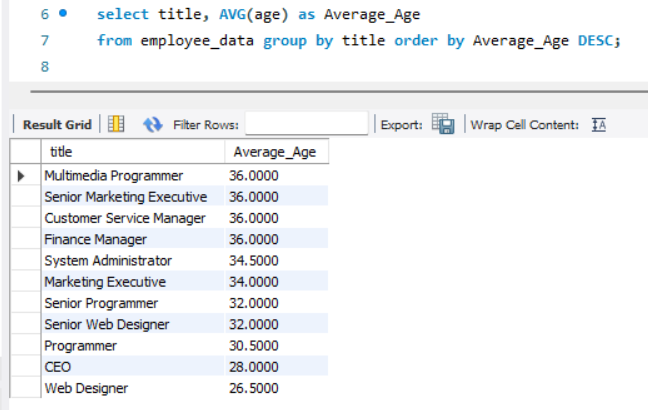 6 select title, AVG(age) as Average_Age
7 from employee_data group by title order by Average_Age DESC;
8
Result Grid Filter Rows: Export: Wrap Cell Content: IA
title Average_Age
Multimedia Programmer 36.0000
Senior Marketing Executive 36.0000
Customer Service Manager 36.0000
Finance Manager 36.0000
System Administrator 34.5000
Marketing Executive 34.0000
Senior Programmer 32.0000
Senior Web Designer 32.0000
Programmer 30.5000
CEO 28.0000
Web Designer 26.5000